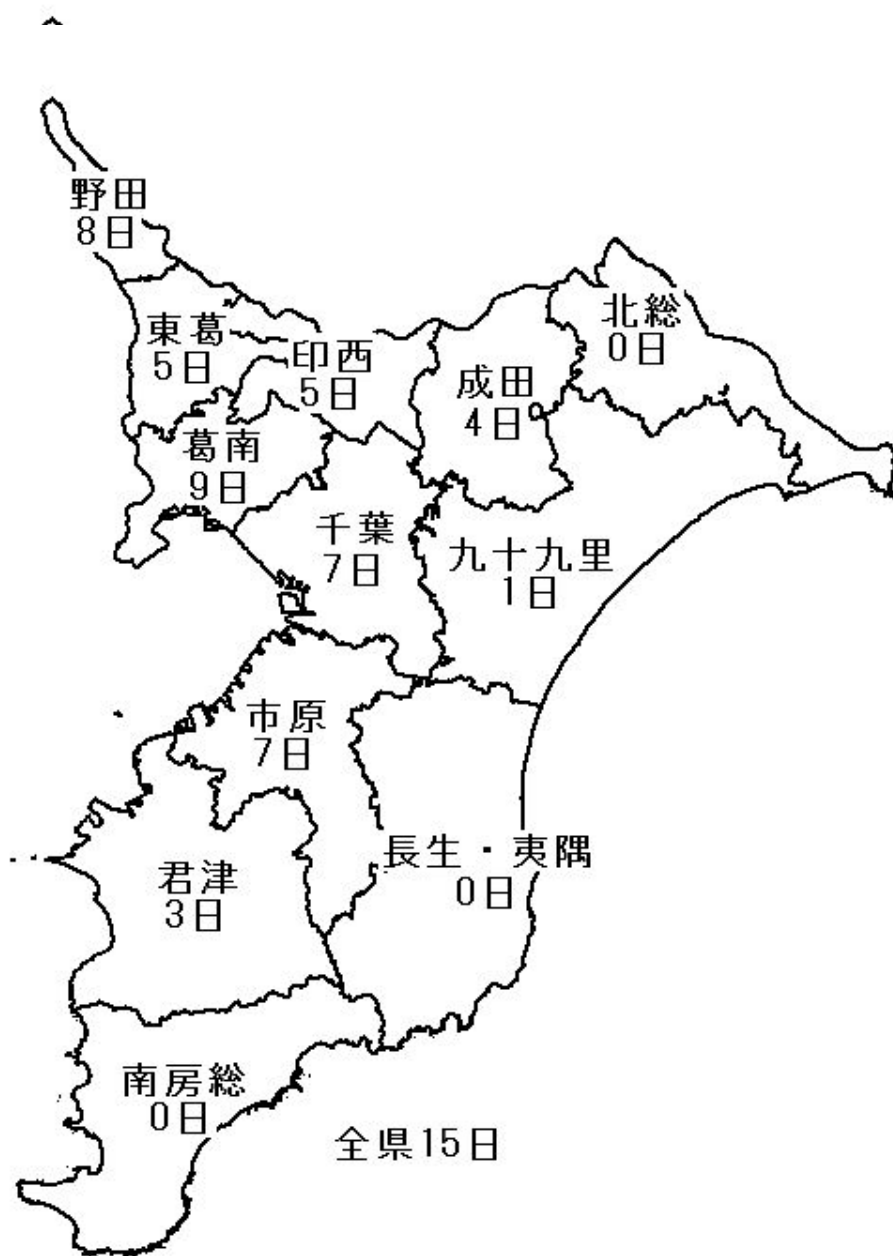 野田
8日
北総
0日
東葛
5日
印西
5日
成田
4日
葛南
9日
千葉
7日
九十九里
1日
市原
7日
長生・夷隅
0日
君津
3日
南房総
0日
全県15日